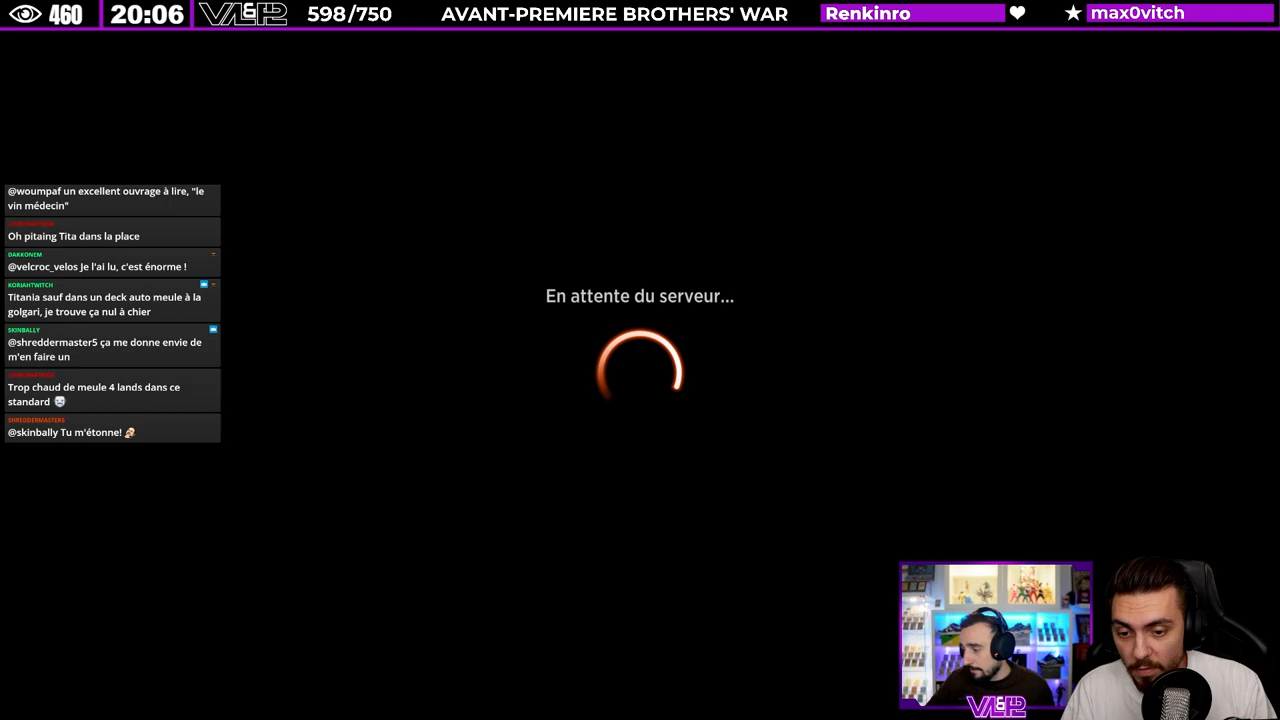 460
20:06
VAL&PL
598/750
AVANT-PREMIERE BROTHERS' WAR
Renkinro
max0vitch
@woumpaf un excellent ouvrage à lire, "le
vin médecin"
Oh pitaing Tita dans la place
DAKKONEM
@velcroc_velos Je l'ai lu, c'est énorme !
KORIAHTWITCH
Titania sauf dans un deck auto meule à la
golgari, je trouve ça nul à chier
SKINBALLY
@shreddermaster5 ça me donne envie de
m'en faire un
Trop chaud de meule 4 lands dans ce
standard
SHREDDERMASTER5
@skinbally Tu m'étonne!
En attente du serveur...